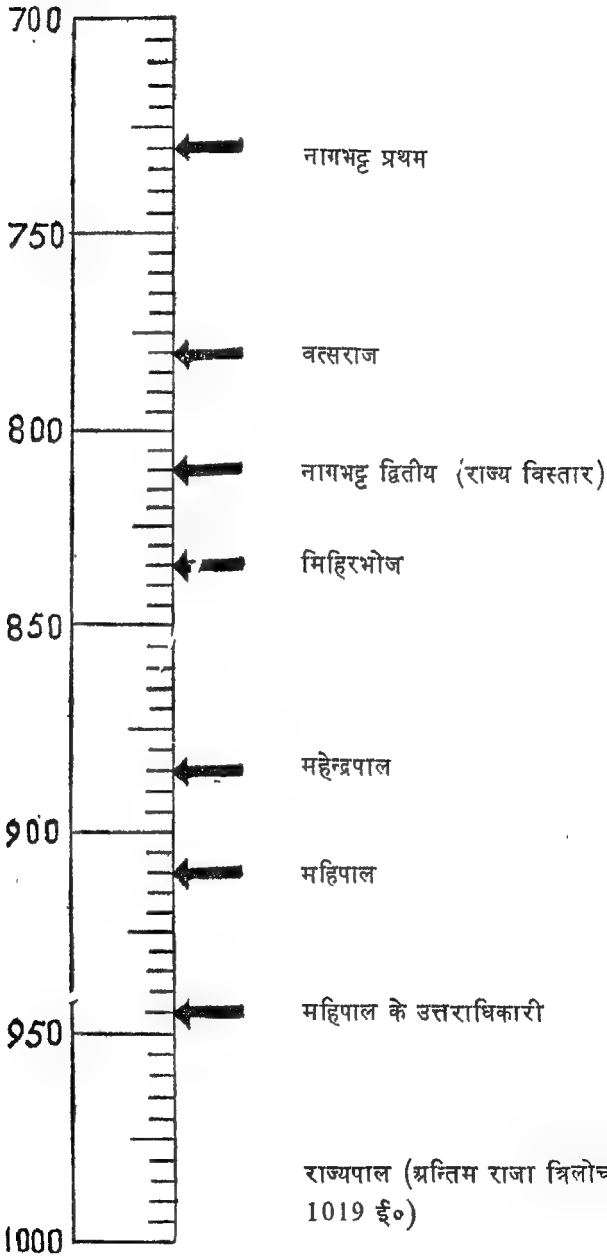 700
नागभट्ट प्रथम
750
वत्सराज
800
नागभट्ट द्वितीय (राज्य विस्तार)
मिहिरभोज
850
महेन्द्रपाल
900
महिपाल
महिपाल के उत्तराधिकारी
950
राज्यपाल (अन्तिम राजा
1019 ई०)
1000